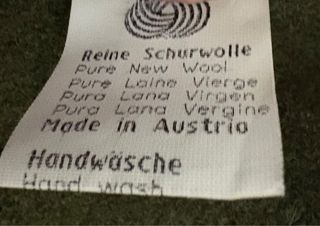 Reine Schurwolle
Pure New Wool
Pure Laine Vierge
Pura Lana Virgen
Pura Lana Vergine
Made in Austria
Handwäsche
Hand wash